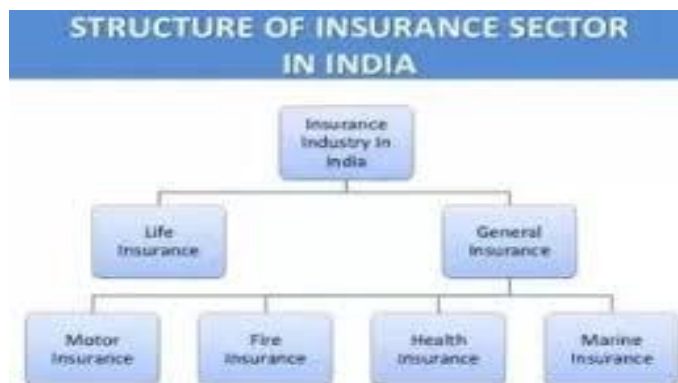 STRUCTURE OF INSURANCE SECTOR
IN INDIA
Insurance
Industry In
India
Life
Insurance
General
Insurance
Motor
Insurance
Fire
Insurance
Health
Insurance
Marine
Insurance